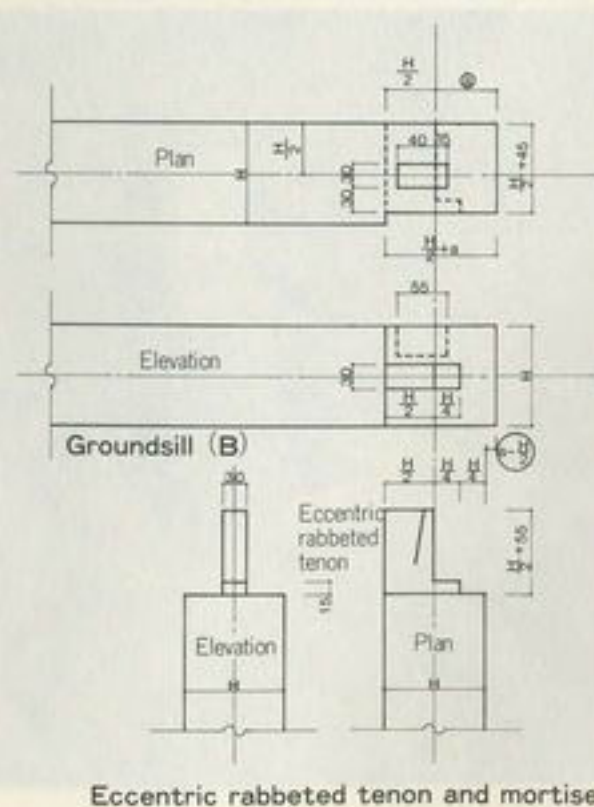 H/2 ⓐ
40 15
Plan
H/2
H
30
30
H/2+45
H/2+a
55
Elevation
30
H
H/2 H/4
Groundsill (B)
H/2 H/4 H/4
30
Eccentric
rabbeted
tenon
H/2+55
15
Elevation
Plan
H
H
Eccentric rabbeted tenon and mortise